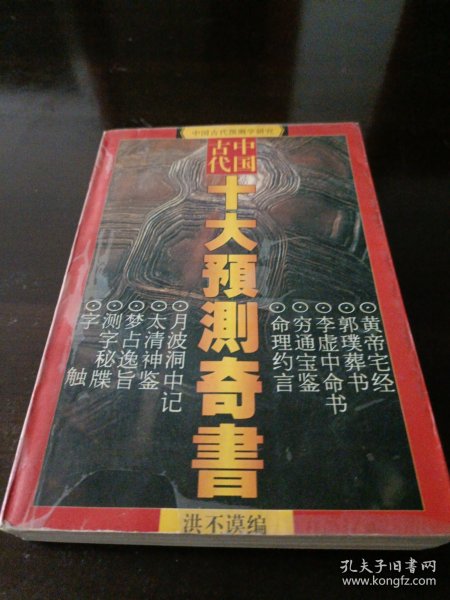 中国古代预测学研究
中国
古代
十大預測奇書
⊙黄帝宅经
⊙郭璞葬书
⊙李虚中命书
⊙穷通宝鉴
⊙命理约言
⊙月波洞中记
⊙太清神鉴
⊙梦占逸旨
⊙测字秘牒
⊙字触
洪丕谟编
孔夫子旧书网
www.kongfz.com